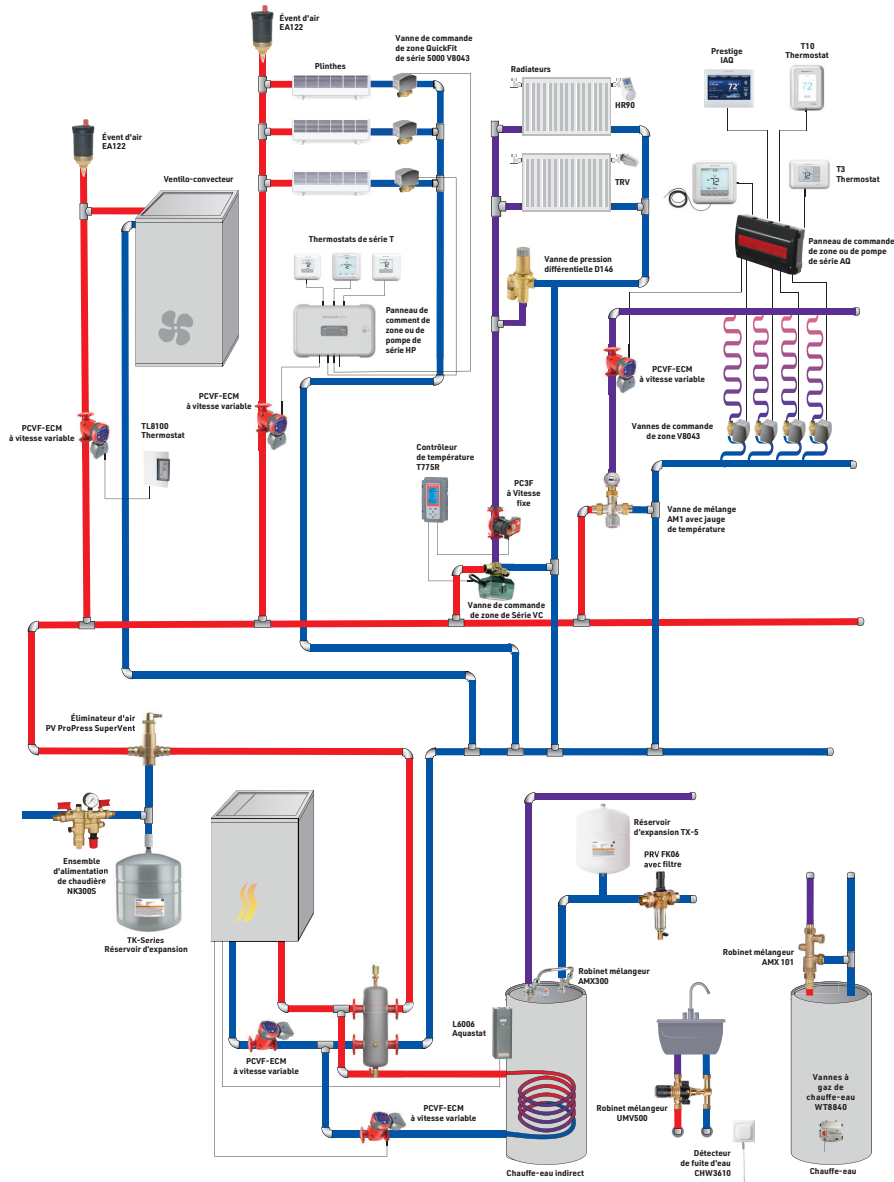 Évent d'air
EA122
Évent d'air
EA122
Ventilo-convecteur
Plinthes
Vanne de commande
de zone QuickFit
de série 5000 V8043
Radiateurs
HR90
TRV
Prestige
IAQ
T10
Thermostat
72
72
T3
Thermostat
72
72
Panneau de commande
de zone ou de pompe
de série AQ
Thermostats de série T
Panneau de
comment de
zone ou de
pompe de
série HP
Vanne de pression
différentielle D146
PCVF-ECM
à vitesse variable
TL8100
Thermostat
PCVF-ECM
à vitesse variable
Contrôleur
de température
T775R
PC3F
à Vitesse
fixe
Vanne de commande
de zone de Série VC
PCVF-ECM
à vitesse variable
Vannes de commande
de zone V8043
Vanne de mélange
AM1 avec jauge
de température
Éliminateur d'air
PV ProPress SuperVent
Ensemble
d'alimentation
de chaudière
NK300S
TK-Series
Réservoir d'expansion
PCVF-ECM
à vitesse variable
PCVF-ECM
à vitesse variable
L6006
Aquastat
Réservoir
d'expansion TX-5
PRV FK06
avec filtre
Robinet mélangeur
AMX300
Chauffe-eau indirect
Robinet mélangeur
UMV500
Détecteur
de fuite d'eau
CHW3610
Robinet mélangeur
AMX 101
Vannes à
gaz de
chauffe-eau
WT8840
Chauffe-eau